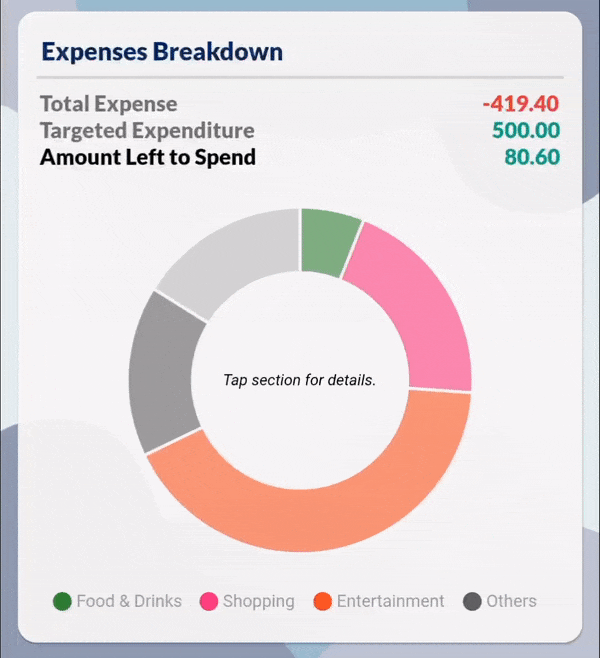 Expenses Breakdown
Total Expense -419.40
Targeted Expenditure 500.00
Amount Left to Spend 80.60
Tap section for details.
Food & Drinks Shopping Entertainment Others